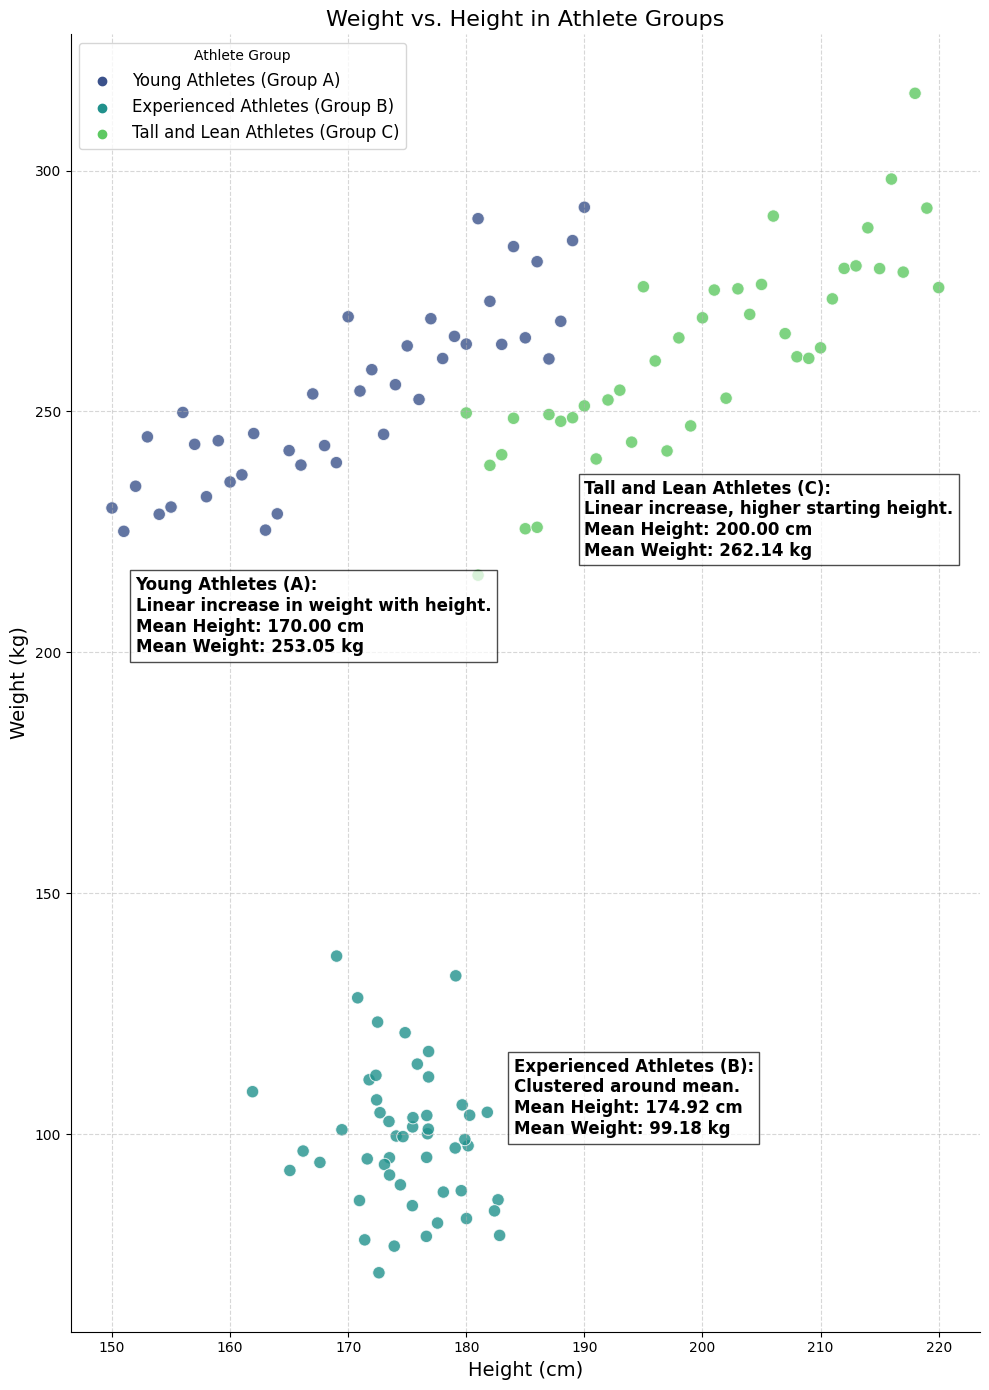 Weight vs. Height in Athlete Groups
Athlete Group
Young Athletes (Group A)
Experienced Athletes (Group B)
Tall and Lean Athletes (Group C)
Weight (kg)
300
250
200
150
100
Tall and Lean Athletes (C):
Linear increase, higher starting height.
Mean Height: 200.00 cm
Mean Weight: 262.14 kg
Young Athletes (A):
Linear increase in weight with height.
Mean Height: 170.00 cm
Mean Weight: 253.05 kg
Experienced Athletes (B):
Clustered around mean.
Mean Height: 174.92 cm
Mean Weight: 99.18 kg
150 160 170 180 190 200 210 220
Height (cm)